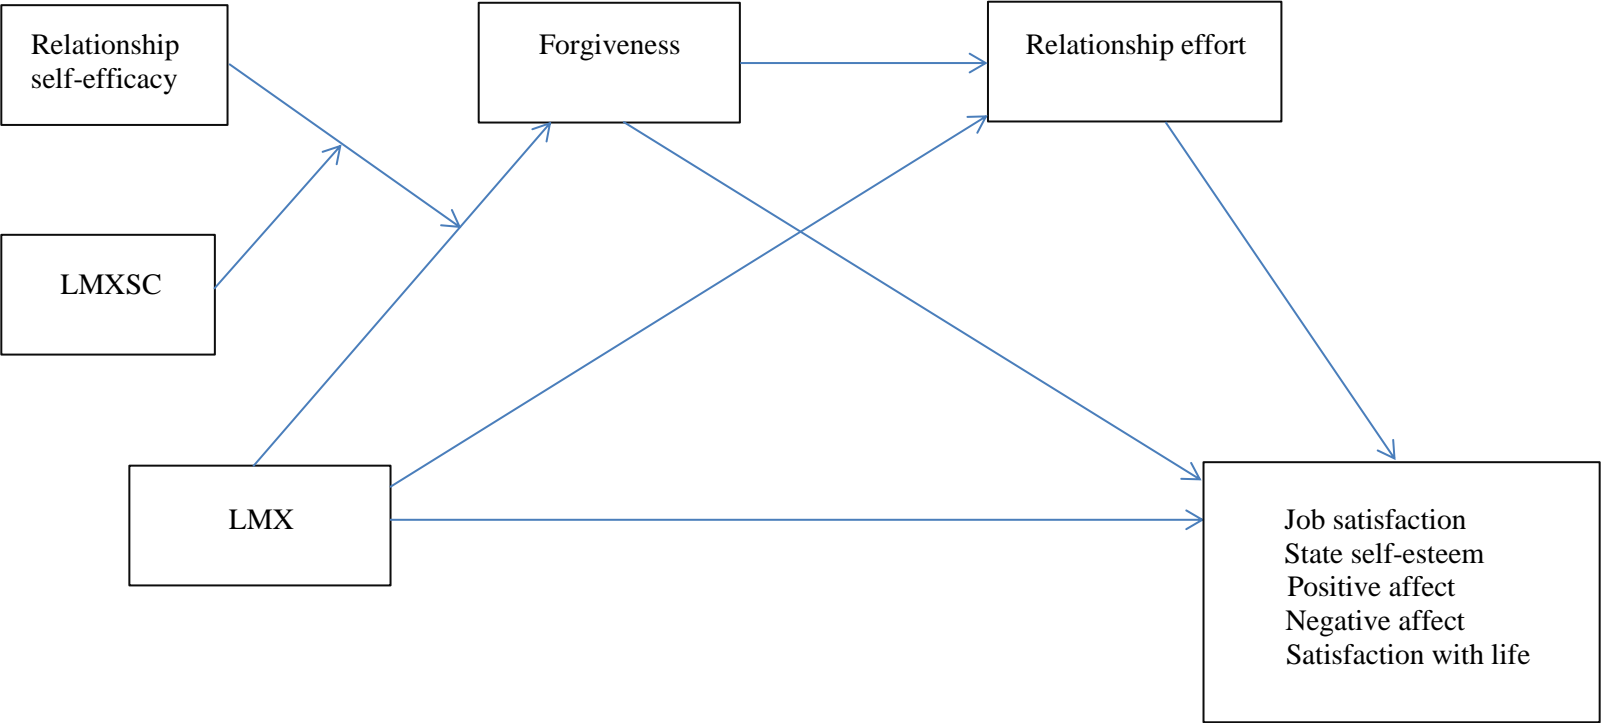 Relationship
self-efficacy
Forgiveness
Relationship effort
LMXSC
LMX
Job satisfaction
State self-esteem
Positive affect
Negative affect
Satisfaction with life